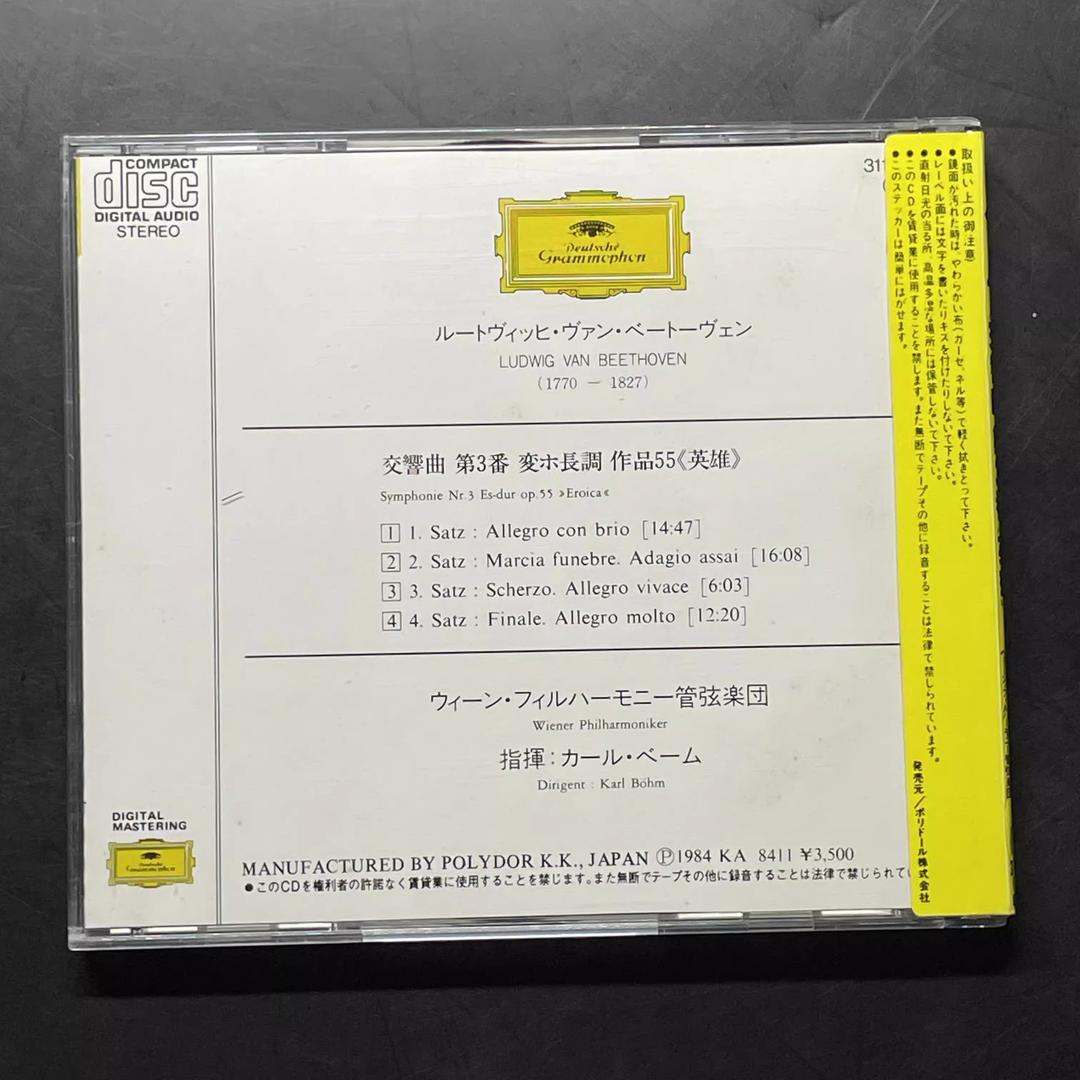 COMPACT
disc
DIGITAL AUDIO
STEREO
311
Deutsche
Grammophon
ルートヴィッヒ・ヴァン・ベートーヴェン
LUDWIG VAN BEETHOVEN
(1770 — 1827)
交響曲 第3番 変ホ長調 作品55《英雄》
Symphonie Nr.3 Es-dur op.55 »Eroica«
1 1. Satz : Allegro con brio [14:47]
2 2. Satz : Marcia funebre. Adagio assai [16:08]
3 3. Satz : Scherzo. Allegro vivace [6:03]
4 4. Satz : Finale. Allegro molto [12:20]
ウィーン・フィルハーモニー管弦楽団
Wiener Philharmoniker
指揮:カール・ベーム
Dirigent : Karl Böhm
DIGITAL
MASTERING
Deutsche
Grammophon
MANUFACTURED BY POLYDOR K.K., JAPAN Ⓟ1984 KA 8411 ¥3,500
●このCDを権利者の許諾なく賃貸業に使用することを禁じます。また無断でテープその他に録音することは法律で禁じられてい
取扱い上の御注意
●鏡面が汚れた時は、やわらかい布(ガーゼ、ネル等)で軽く拭きとって下さい。
●レーベル面には文字を書いたりキズを付けたりしないで下さい。
●直射日光の当る所、高温多湿な場所には保管しないで下さい。
●このCDを賃貸業に使用することを禁じます。また無断でテープその他に録音することは法律で禁じられています。
●このステッカーは簡単にはがせます。
発売元/ポリドール株式会社